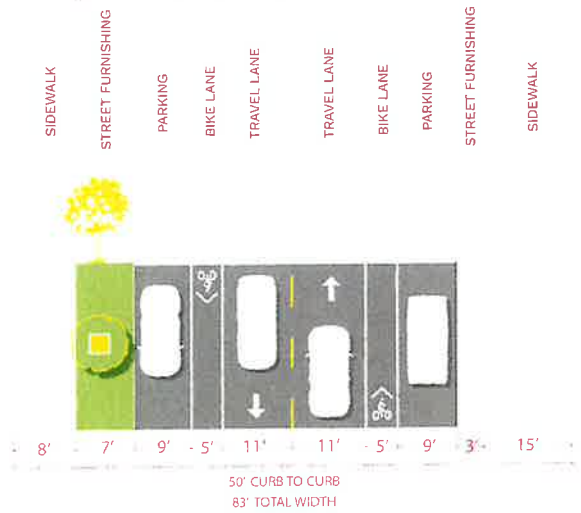 SIDEWALK
STREET FURNISHING
PARKING
BIKE LANE
TRAVEL LANE
TRAVEL LANE
BIKE LANE
PARKING
STREET FURNISHING
SIDEWALK
8' 7' 9' 5' 11' 11' 5' 9' 3' 15'
50' CURB TO CURB
83' TOTAL WIDTH